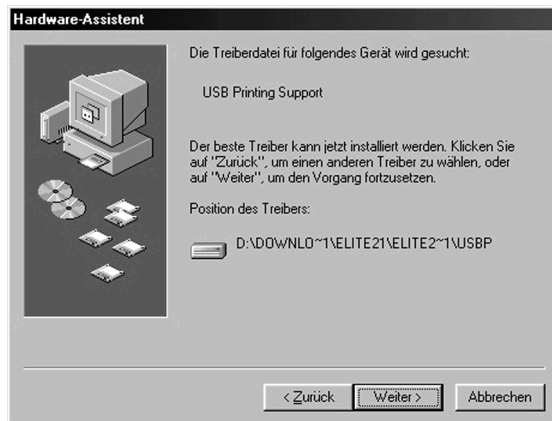 Hardware-Assistent
Die Treiberdatei für folgendes Gerät wird gesucht:
USB Printing Support
Der beste Treiber kann jetzt installiert werden. Klicken Sie
auf "Zurück", um einen anderen Treiber zu wählen, oder
auf "Weiter", um den Vorgang fortzusetzen.
Position des Treibers:
D:\DOWNLO~1\ELITE21\ELITE2~1\USBP
< Zurück
Weiter >
Abbrechen